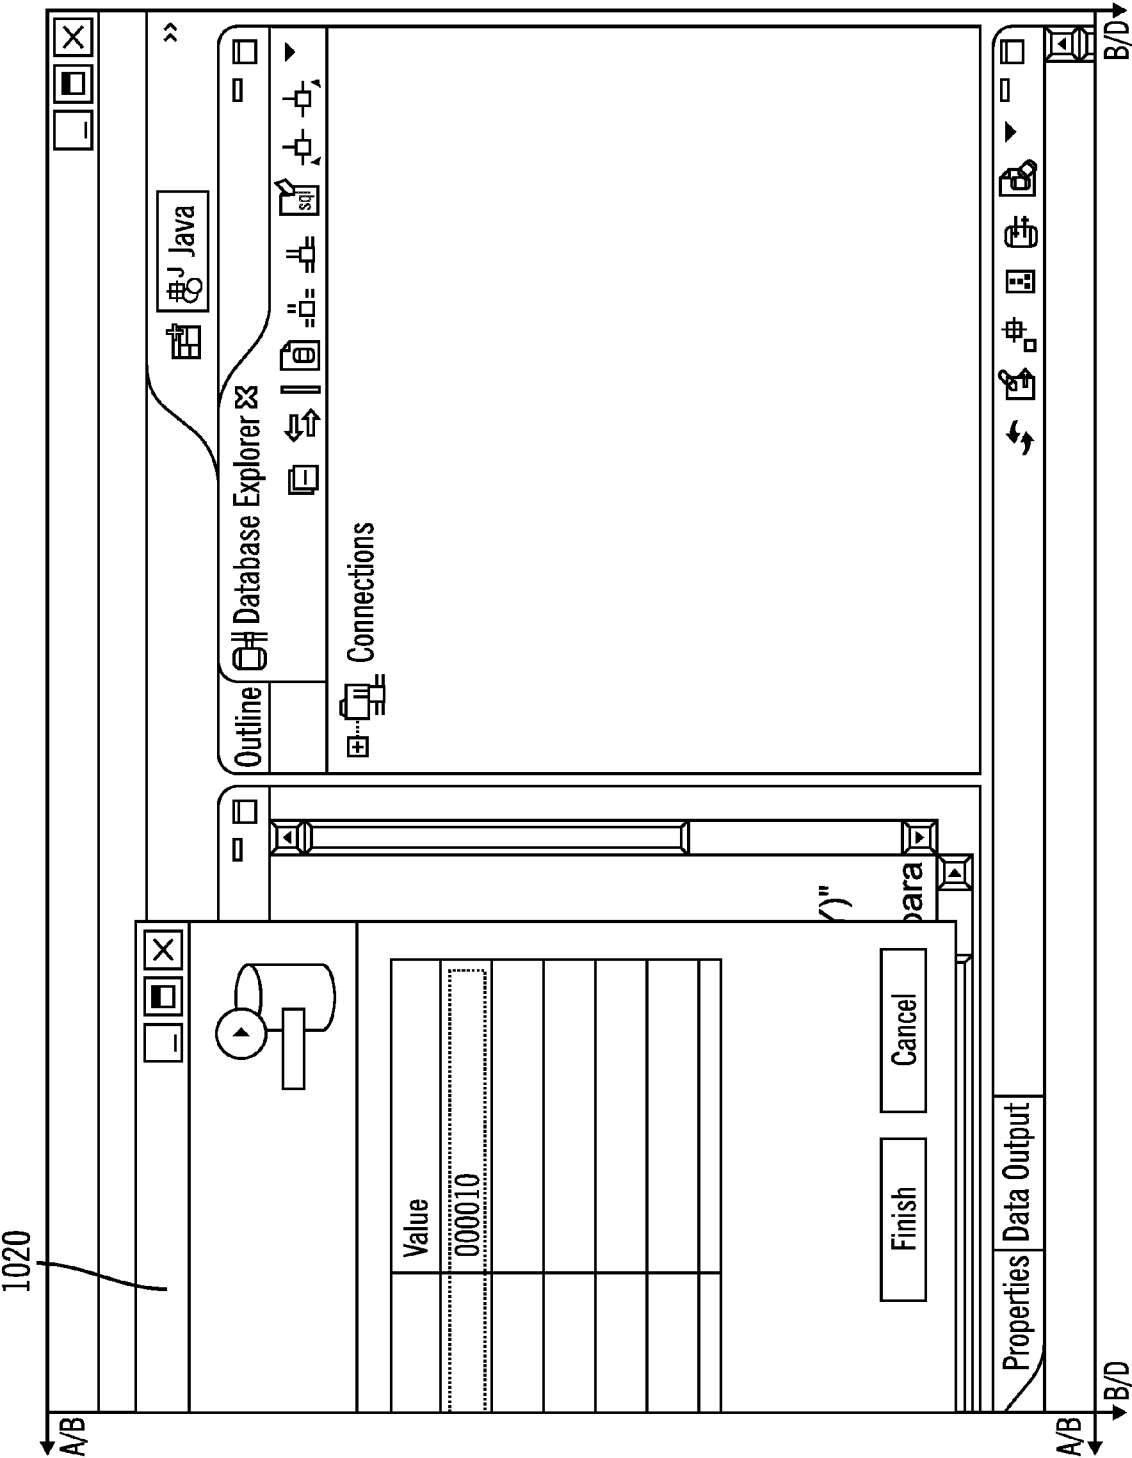 1020
A/B
B/D
Java
Outline
Database Explorer
sql
Connections
Value
000010
)"
para
Finish
Cancel
Properties
Data Output
A/B
B/D